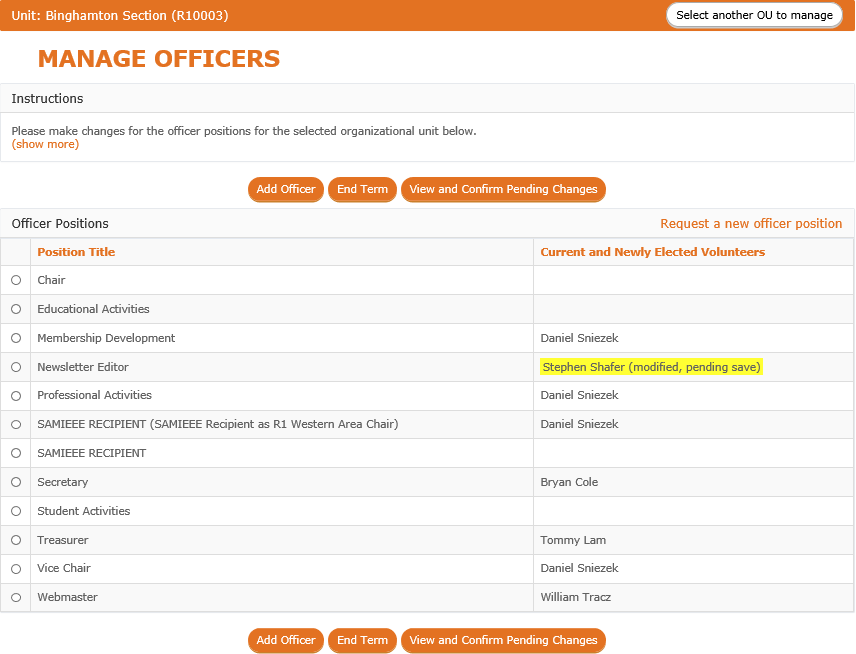 Unit: Binghamton Section (R10003) Select another OU to manage
MANAGE OFFICERS
Instructions
Please make changes for the officer positions for the selected organizational unit below.
(show more)
Add Officer End Term View and Confirm Pending Changes
Officer Positions Request a new officer position
Position Title Current and Newly Elected Volunteers
Chair
Educational Activities
Membership Development Daniel Sniezek
Newsletter Editor Stephen Shafer (modified, pending save)
Professional Activities Daniel Sniezek
SAMIEEE RECIPIENT (SAMIEEE Recipient as R1 Western Area Chair) Daniel Sniezek
SAMIEEE RECIPIENT
Secretary Bryan Cole
Student Activities
Treasurer Tommy Lam
Vice Chair Daniel Sniezek
Webmaster William Tracz
Add Officer End Term View and Confirm Pending Changes